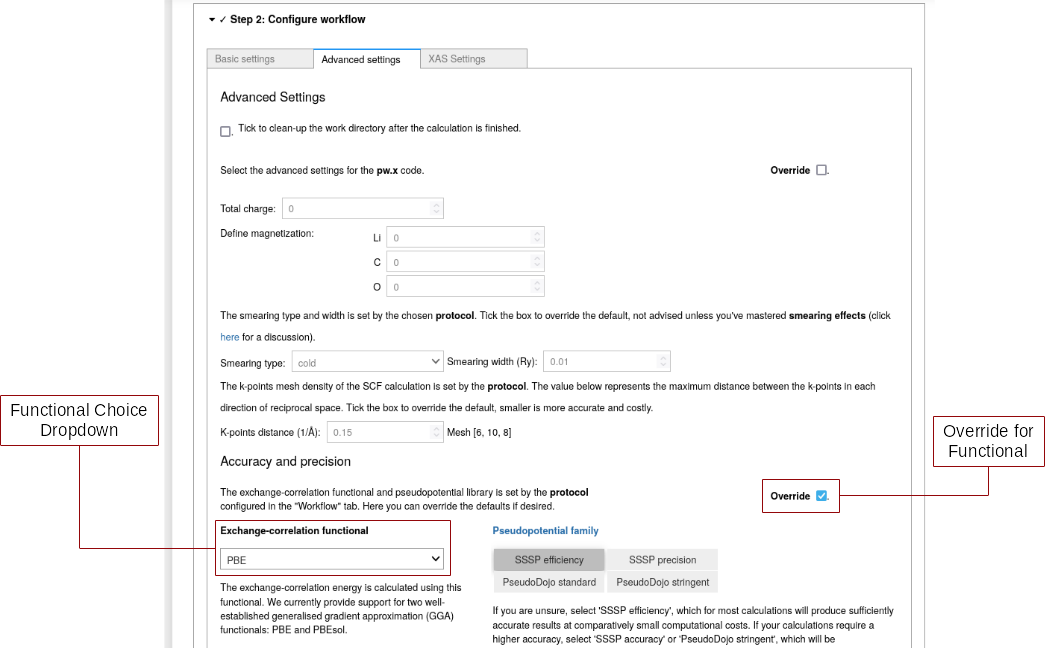 ✓ Step 2: Configure workflow
Basic settings
Advanced settings
XAS Settings
Advanced Settings
Tick to clean-up the work directory after the calculation is finished.
Select the advanced settings for the pw.x code.
Override
Total charge: 0
Define magnetization:
Li 0
C 0
O 0
The smearing type and width is set by the chosen protocol. Tick the box to override the default, not advised unless you've mastered smearing effects (click
here for a discussion).
Smearing type: cold Smearing width (Ry): 0.01
The k-points mesh density of the SCF calculation is set by the protocol. The value below represents the maximum distance between the k-points in each
direction of reciprocal space. Tick the box to override the default, smaller is more accurate and costly.
K-points distance (1/Å): 0.15 Mesh [6, 10, 8]
Functional Choice
Dropdown
Override for
Functional
Accuracy and precision
The exchange-correlation functional and pseudopotential library is set by the protocol
configured in the "Workflow" tab. Here you can override the defaults if desired.
Override
Exchange-correlation functional
PBE
The exchange-correlation energy is calculated using this
functional. We currently provide support for two well-
established generalised gradient approximation (GGA)
functionals: PBE and PBEsol.
Pseudopotential family
SSSP efficiency
SSSP precision
PseudoDojo standard
PseudoDojo stringent
If you are unsure, select 'SSSP efficiency', which for most calculations will produce sufficiently
accurate results at comparatively small computational costs. If your calculations require a
higher accuracy, select 'SSSP accuracy' or 'PseudoDojo stringent', which will be